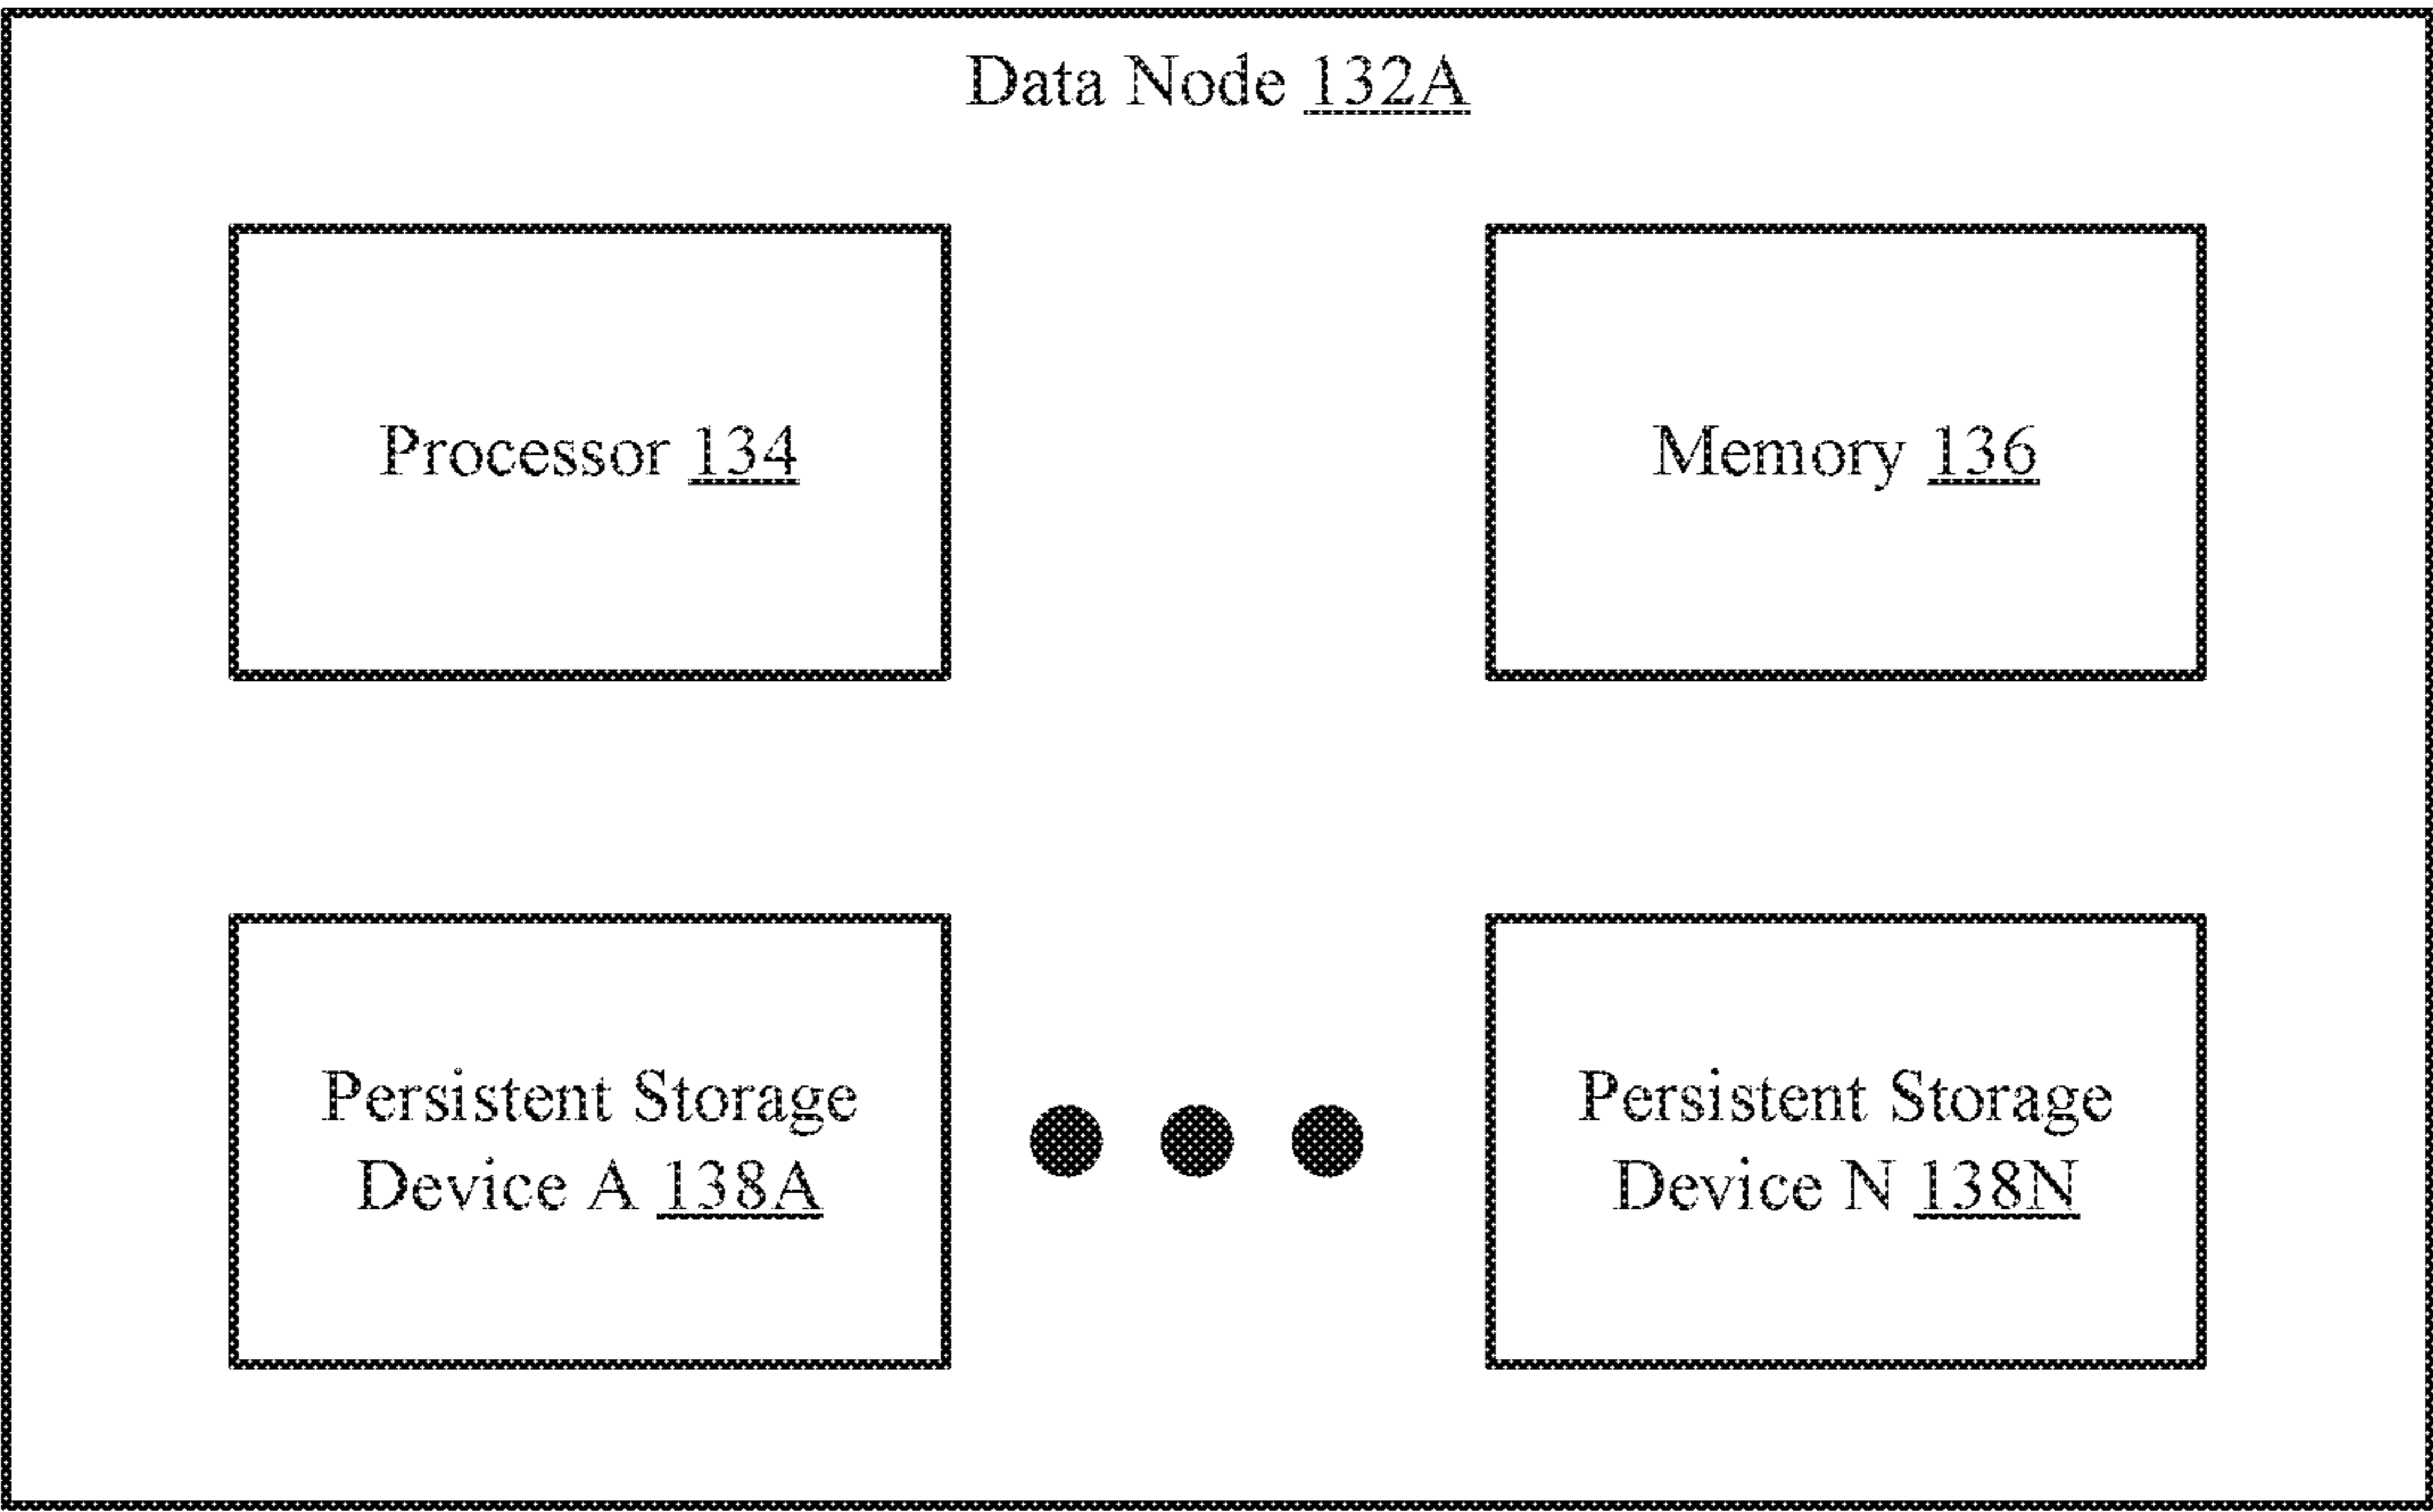 Data Node 132A
Processor 134
Memory 136
Persistent Storage
Device A 138A
Persistent Storage
Device N 138N